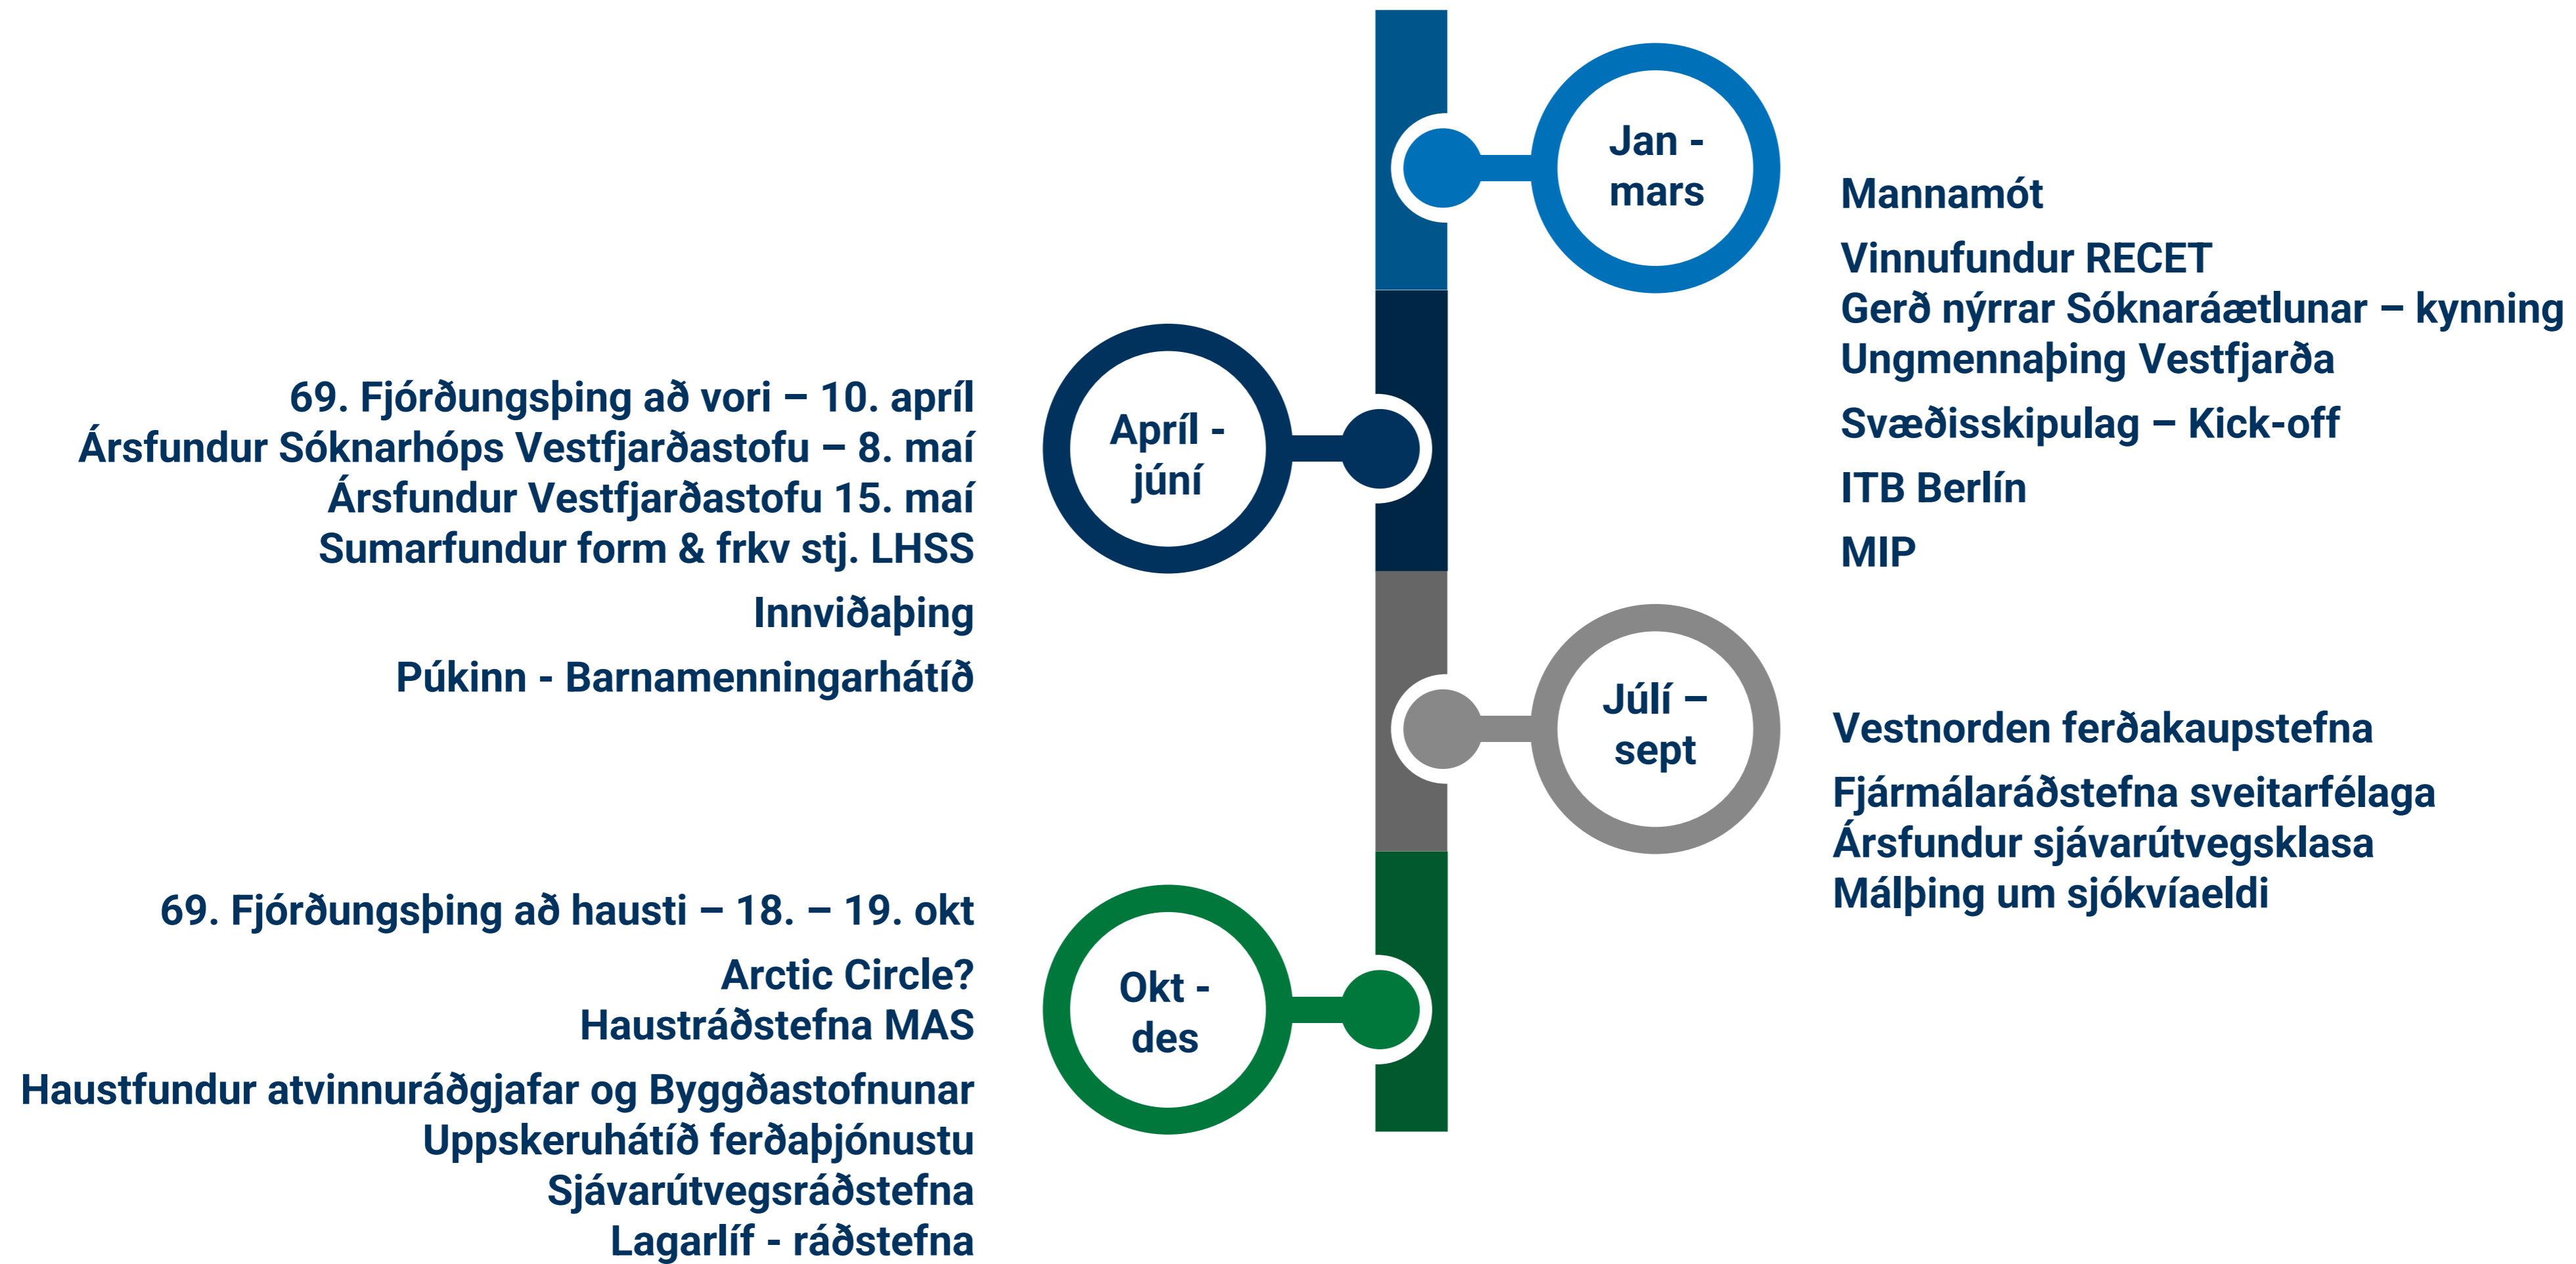 Jan -
mars
Mannamót
Vinnufundur RECET
Gerð nýrrar Sóknaráætlunar – kynning
Ungmennaþing Vestfjarða
Svæðisskipulag – Kick-off
ITB Berlín
MIP
Apríl -
júní
69. Fjórðungsþing að vori – 10. apríl
Ársfundur Sóknarhóps Vestfjarðastofu – 8. maí
Ársfundur Vestfjarðastofu 15. maí
Sumarfundur form & frkv stj. LHSS
Innviðaþing
Púkinn - Barnamenningarhátíð
Júlí –
sept
Vestnorden ferðakaupstefna
Fjármálaráðstefna sveitarfélaga
Ársfundur sjávarútvegsklasa
Málþing um sjókvíaeldi
Okt -
des
69. Fjórðungsþing að hausti – 18. – 19. okt
Arctic Circle?
Haustráðstefna MAS
Haustfundur atvinnuráðgjafar og Byggðastofnunar
Uppskeruhátíð ferðaþjónustu
Sjávarútvegsráðstefna
Lagarlíf - ráðstefna